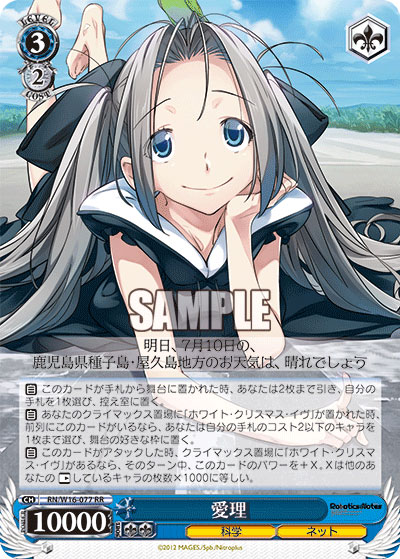 LEVEL
3
2
COST
SAMPLE
明日、7月10日の、
鹿児島県種子島・屋久島地方のお天気は、晴れでしょう
自 このカードが手札から舞台に置かれた時、あなたは2枚まで引き、自分の
手札を1枚選び、控え室に置く。
自 あなたのクライマックス置場に「ホワイト・クリスマス・イヴ」が置かれた時、
前列にこのカードがいるなら、あなたは自分の手札のコスト2以下のキャラを
1枚まで選び、舞台の好きな枠に置く。
自 このカードがアタックした時、クライマックス置場に「ホワイト・クリスマ
ス・イヴ」があるなら、そのターン中、このカードのパワーを+X。Xは他のあな
たのしているキャラの枚数×1000に等しい。
CH RN/W16-077 RR
10000
愛理
Robotics;Notes
科学
ネット
©2012 MAGES./5pb./Nitroplus